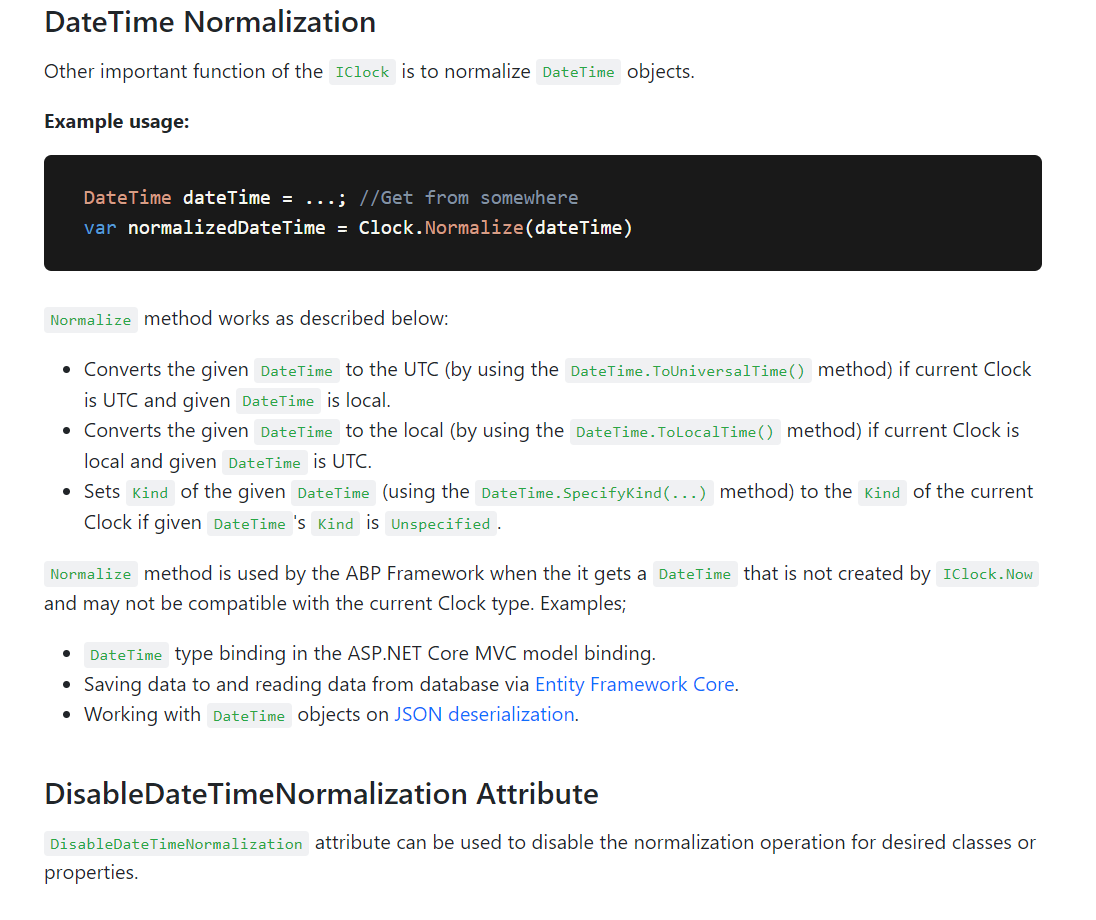 DateTime Normalization
Other important function of the IClock is to normalize DateTime objects.
Example usage:
DateTime dateTime = ...; //Get from somewhere
var normalizedDateTime = Clock.Normalize(dateTime)
Normalize method works as described below:
• Converts the given DateTime to the UTC (by using the DateTime.ToUniversalTime() method) if current Clock
is UTC and given DateTime is local.
• Converts the given DateTime to the local (by using the DateTime.ToLocalTime() method) if current Clock is
local and given DateTime is UTC.
• Sets Kind of the given DateTime (using the DateTime.SpecifyKind(...) method) to the Kind of the current
Clock if given DateTime's Kind is Unspecified.
Normalize method is used by the ABP Framework when the it gets a DateTime that is not created by IClock.Now
and may not be compatible with the current Clock type. Examples;
• DateTime type binding in the ASP.NET Core MVC model binding.
• Saving data to and reading data from database via Entity Framework Core.
• Working with DateTime objects on JSON deserialization.
DisableDateTimeNormalization Attribute
DisableDateTimeNormalization attribute can be used to disable the normalization operation for desired classes or
properties.